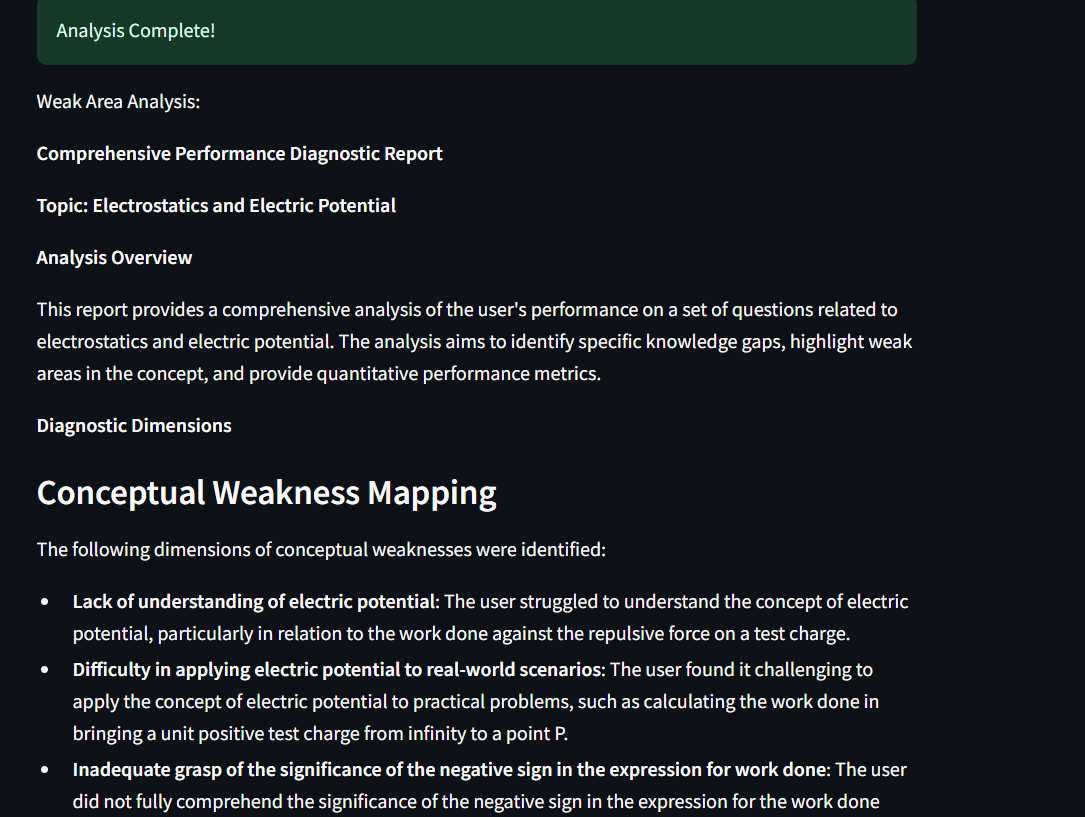 Analysis Complete!
Weak Area Analysis:
Comprehensive Performance Diagnostic Report
Topic: Electrostatics and Electric Potential
Analysis Overview
This report provides a comprehensive analysis of the user's performance on a set of questions related to
electrostatics and electric potential. The analysis aims to identify specific knowledge gaps, highlight weak
areas in the concept, and provide quantitative performance metrics.
Diagnostic Dimensions
Conceptual Weakness Mapping
The following dimensions of conceptual weaknesses were identified:
• Lack of understanding of electric potential: The user struggled to understand the concept of electric
potential, particularly in relation to the work done against the repulsive force on a test charge.
• Difficulty in applying electric potential to real-world scenarios: The user found it challenging to
apply the concept of electric potential to practical problems, such as calculating the work done in
bringing a unit positive test charge from infinity to a point P.
• Inadequate grasp of the significance of the negative sign in the expression for work done: The user
did not fully comprehend the significance of the negative sign in the expression for the work done